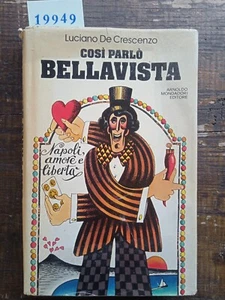 19949
Luciano De Crescenzo
COSÌ PARLÒ
BELLAVISTA
ARNOLDO
MONDADORI
EDITORE
Napoli,
amore e
libertà